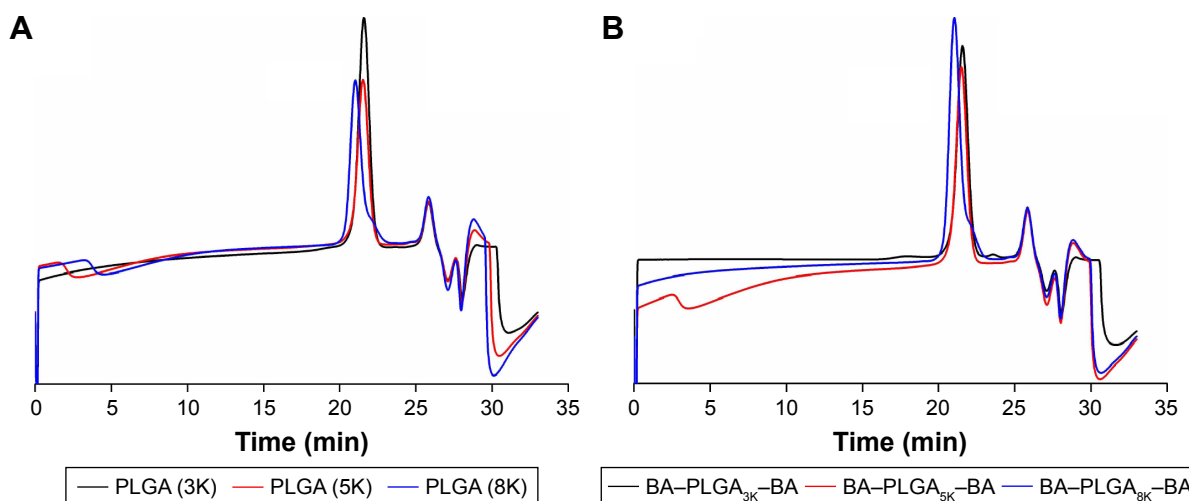 A
B
0 5 10 15 20 25 30 35
0 5 10 15 20 25 30 35
Time (min)
Time (min)
PLGA (3K) PLGA (5K) PLGA (8K)
BA–PLGA3K–BA BA–PLGA5K–BA BA–PLGA8K–BA